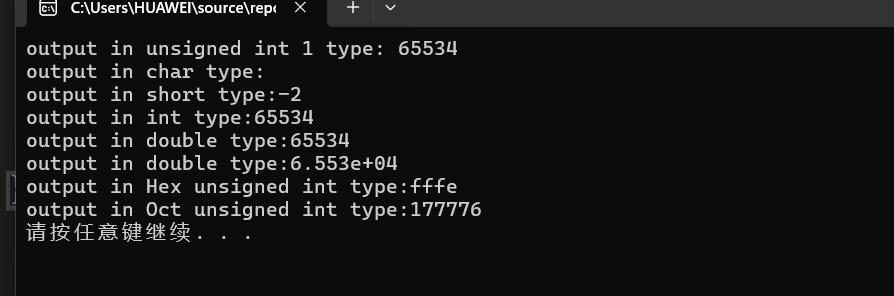 C:\Users\HUAWEI\source\repo
output in unsigned int 1 type: 65534
output in char type:
output in short type:-2
output in int type:65534
output in double type:65534
output in double type:6.553e+04
output in Hex unsigned int type:fffe
output in Oct unsigned int type:177776
请按任意键继续. . .